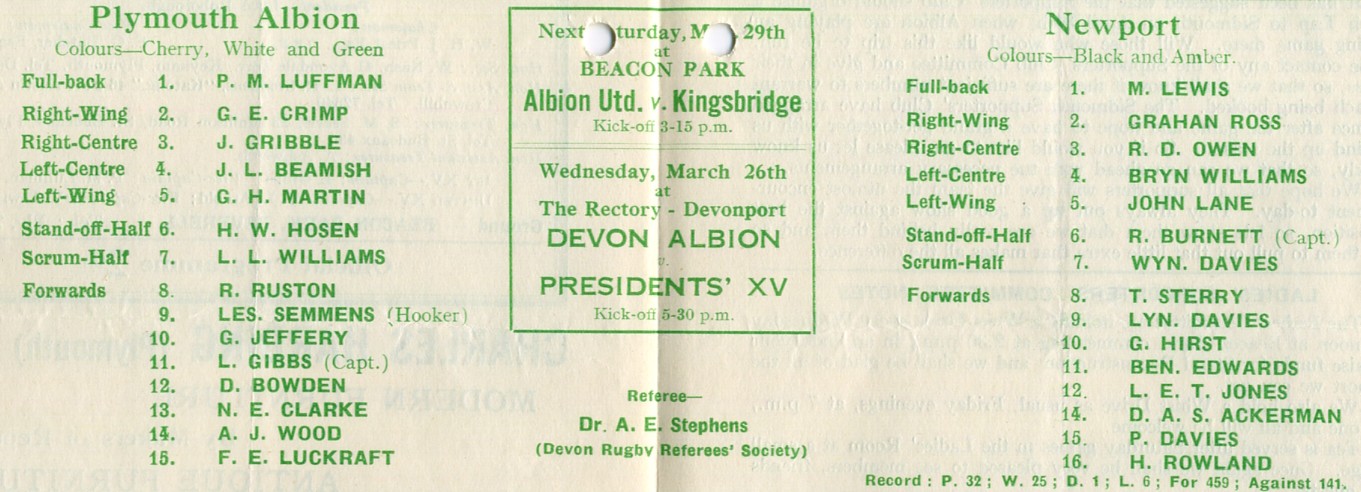 Plymouth Albion
Colours—Cherry, White and Green
Full-back 1. P. M. LUFFMAN
Right-Wing 2. G. E. CRIMP
Right-Centre 3. J. GRIBBLE
Left-Centre 4. J. L. BEAMISH
Left-Wing 5. G. H. MARTIN
Stand-off-Half 6. H. W. HOSEN
Scrum-Half 7. L. L. WILLIAMS
Forwards 8. R. RUSTON
9. LES. SEMMENS (Hooker)
10. G. JEFFERY
11. L. GIBBS (Capt.)
12. D. BOWDEN
13. N. E. CLARKE
14. A. J. WOOD
15. F. E. LUCKRAFT
Next 29th
at
BEACON PARK
Albion Utd. v. Kingsbridge
Kick-off 3-15 p.m.
Wednesday, March 26th
at
The Rectory - Devonport
DEVON ALBION
v.
PRESIDENTS' XV
Kick-off 5-30 p.m.
Referee—
Dr. A. E. Stephens
(Devon Rugby Referees' Society)
Newport
Colours—Black and Amber.
Full-back 1. M. LEWIS
Right-Wing 2. GRAHAN ROSS
Right-Centre 3. R. D. OWEN
Left-Centre 4. BRYN WILLIAMS
Left-Wing 5. JOHN LANE
Stand-off-Half 6. R. BURNETT (Capt.)
Scrum-Half 7. WYN. DAVIES
Forwards 8. T. STERRY
9. LYN. DAVIES
10. G. HIRST
11. BEN. EDWARDS
12. L. E. T. JONES
14. D. A. S. ACKERMAN
15 P. DAVIES
16. H. ROWLAND
Record : P. 32 ; W. 25 ; D. 1 ; L. 6 ; For 459 ; Against 141.